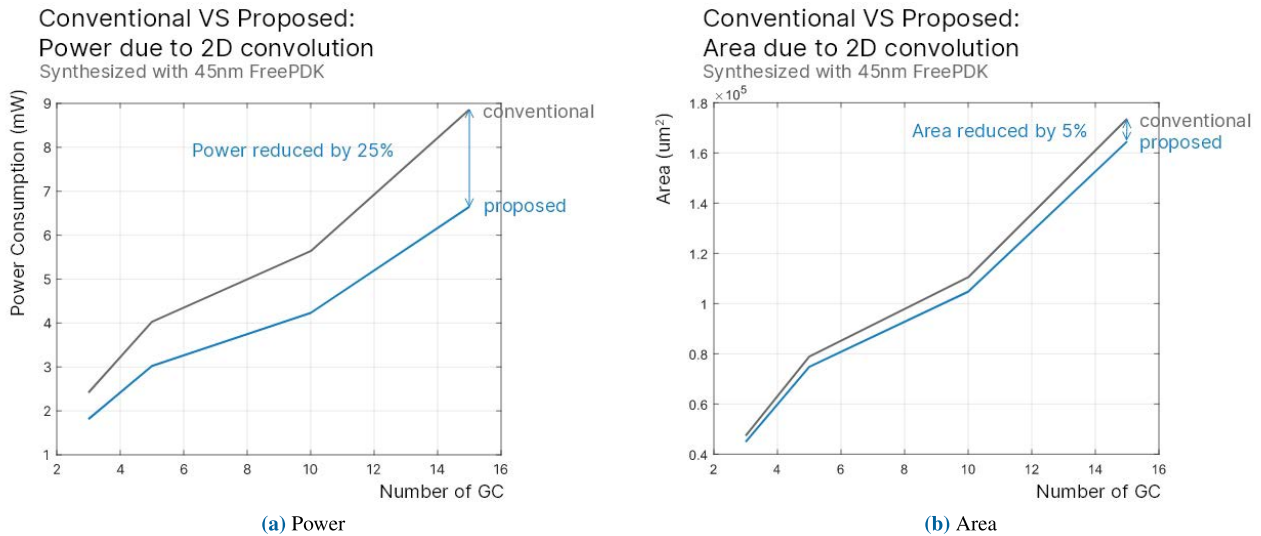 Conventional VS Proposed:
Power due to 2D convolution
Synthesized with 45nm FreePDK
Power Consumption (mW)
9
8
7
6
5
4
3
2
1
conventional
Power reduced by 25%
proposed
2 4 6 8 10 12 14 16
Number of GC
(a) Power
Conventional VS Proposed:
Area due to 2D convolution
Synthesized with 45nm FreePDK
×10⁵
Area (um²)
1.8
1.6
1.4
1.2
1
0.8
0.6
0.4
conventional
Area reduced by 5%
proposed
2 4 6 8 10 12 14 16
Number of GC
(b) Area